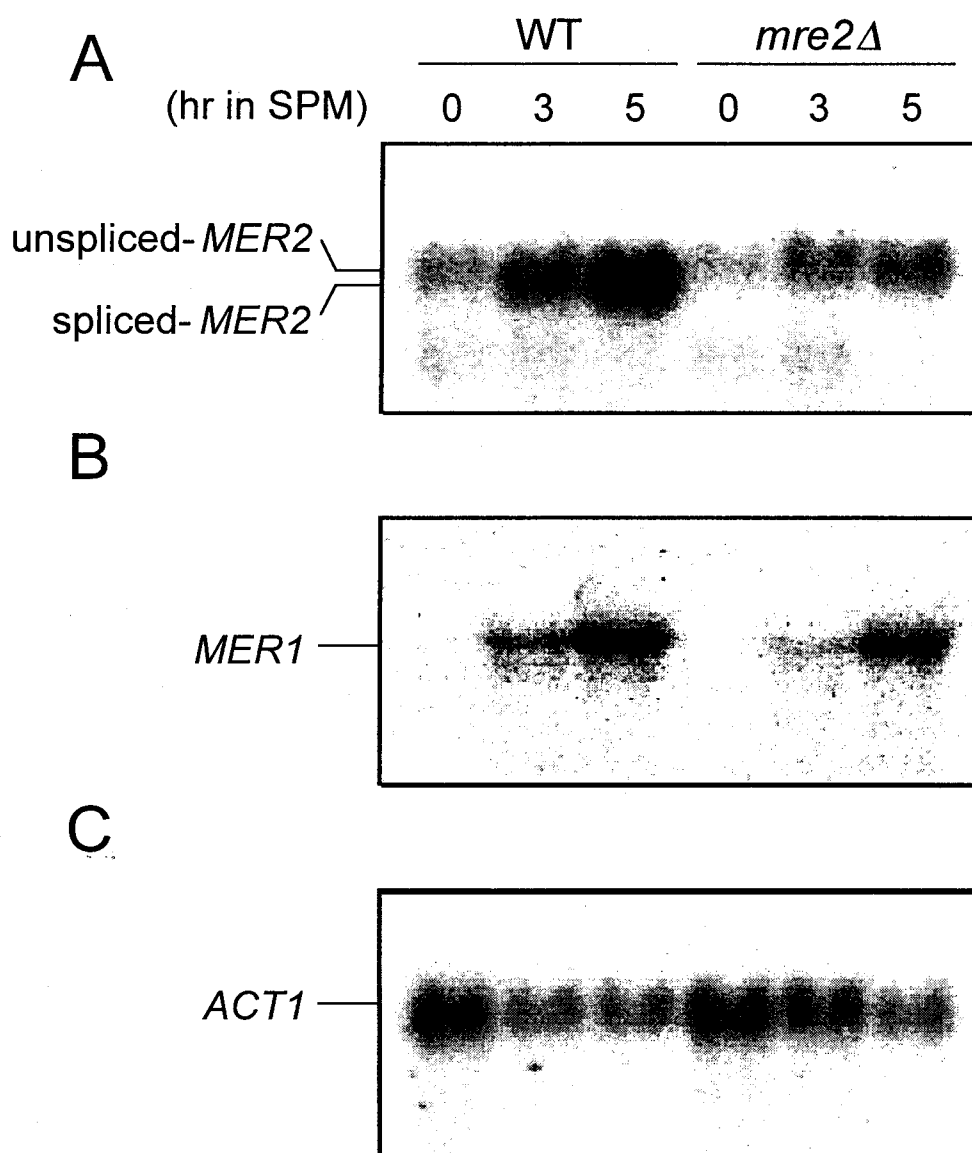 A
WT mre2Δ
(hr in SPM) 0 3 5 0 3 5
unspliced-MER2
spliced-MER2
B
MER1
C
ACT1